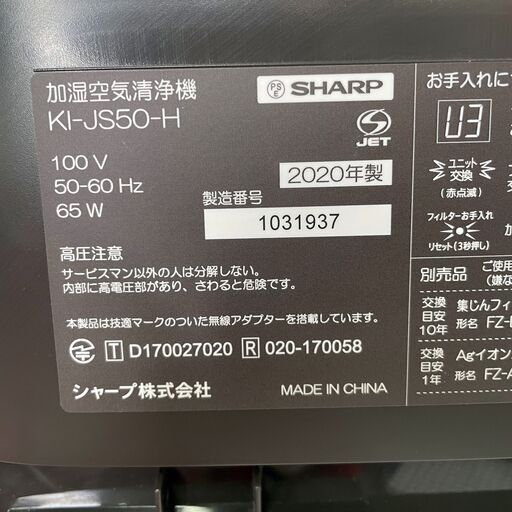 加湿空気清浄機
KI-JS50-H
PSE SHARP
100 V
50-60 Hz
65 W
JET
2020年製
製造番号
1031937
高圧注意
サービスマン以外の人は分解しない。
内部に高電圧部があり、さわると危険です。
本製品は技適マークのついた無線アダプターを搭載しています。
T D170027020 R 020-170058
シャープ株式会社
MADE IN CHINA
お手入れに
U3
ユニット
交換
(赤点滅)
フィルターお手入れ
リセット(3秒押し)
別売品
ご使用
交換
目安
10年
集じんフィ
形名 FZ-
交換
目安
1年
Agイオン
形名 FZ-A